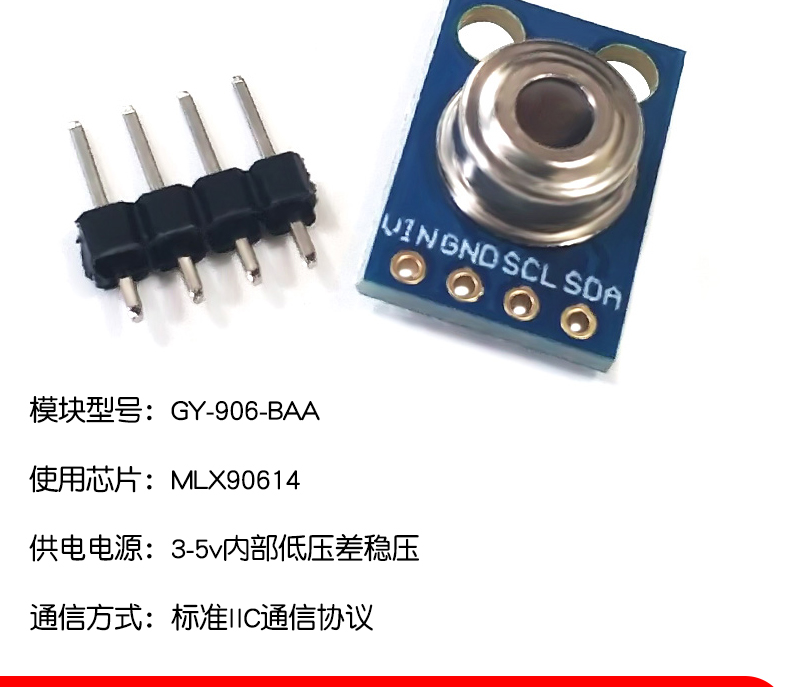 VIN GND SCL SDA
模块型号：GY-906-BAA
使用芯片：MLX90614
供电电源：3-5v内部低压差稳压
通信方式：标准IIC通信协议